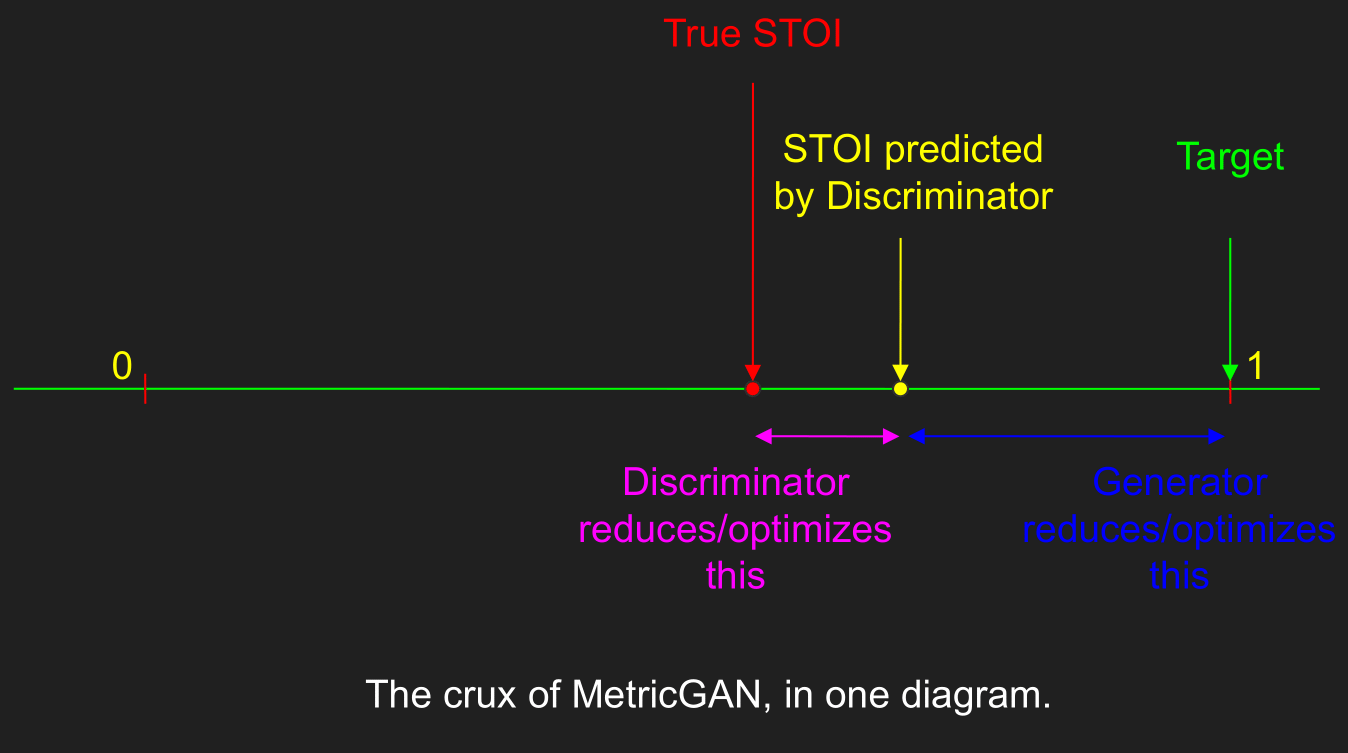 True STOI
STOI predicted
by Discriminator
Target
0
1
Discriminator
reduces/optimizes
this
Generator
reduces/optimizes
this
The crux of MetricGAN, in one diagram.